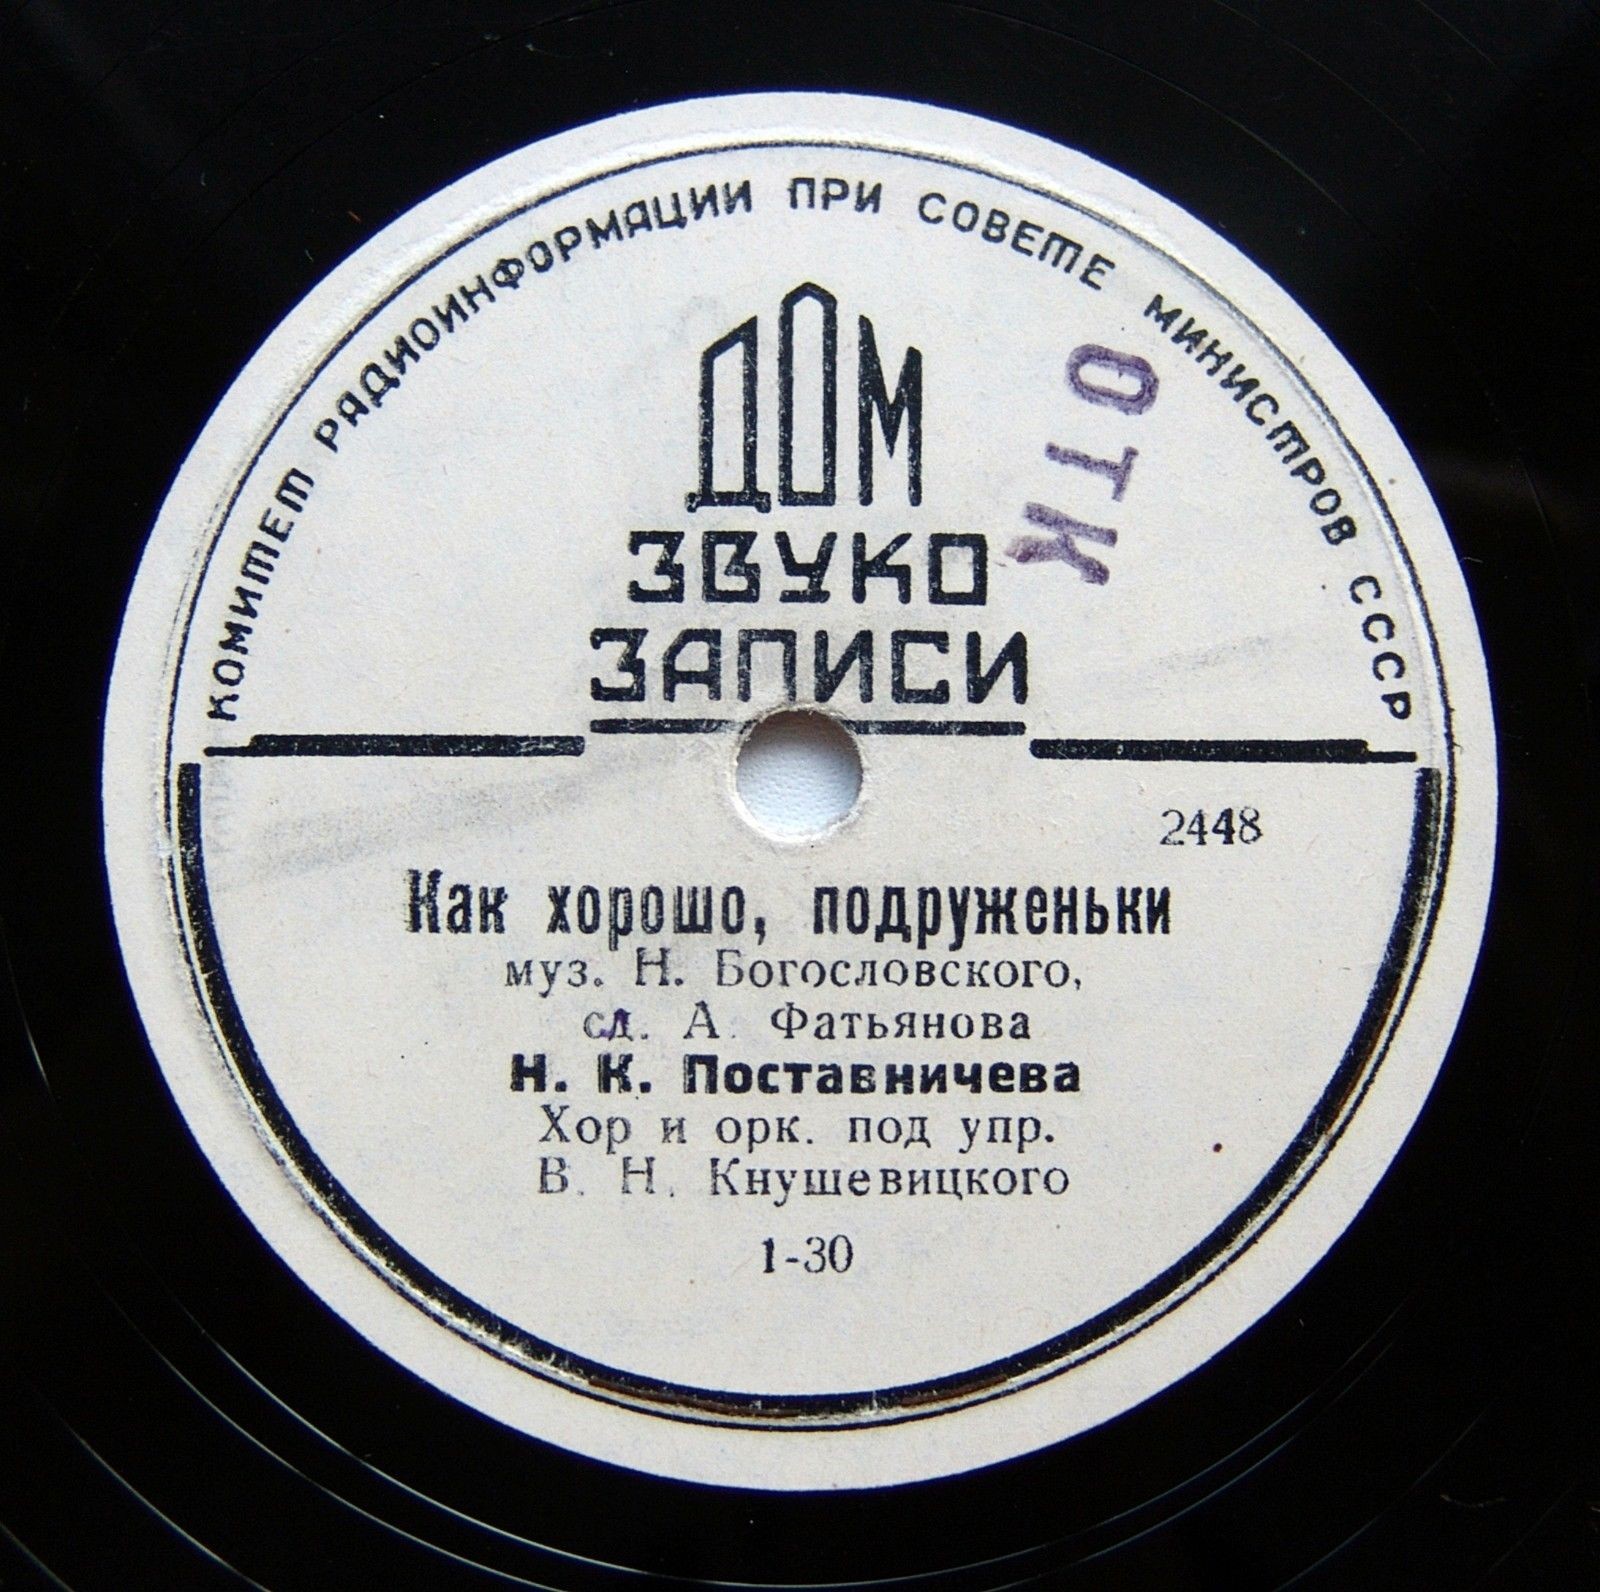 КОМИТЕТ РАДИОИНФОРМАЦИИ ПРИ СОВЕТЕ МИНИСТРОВ СССР
ДОМ
ЗВУКО
ЗАПИСИ
ОТК
2448
Как хорошо, подруженьки
муз. Н. Богословского,
сл. А. Фатьянова
Н. К. Поставничева
Хор и орк. под упр.
В. Н. Кнушевицкого
1-30